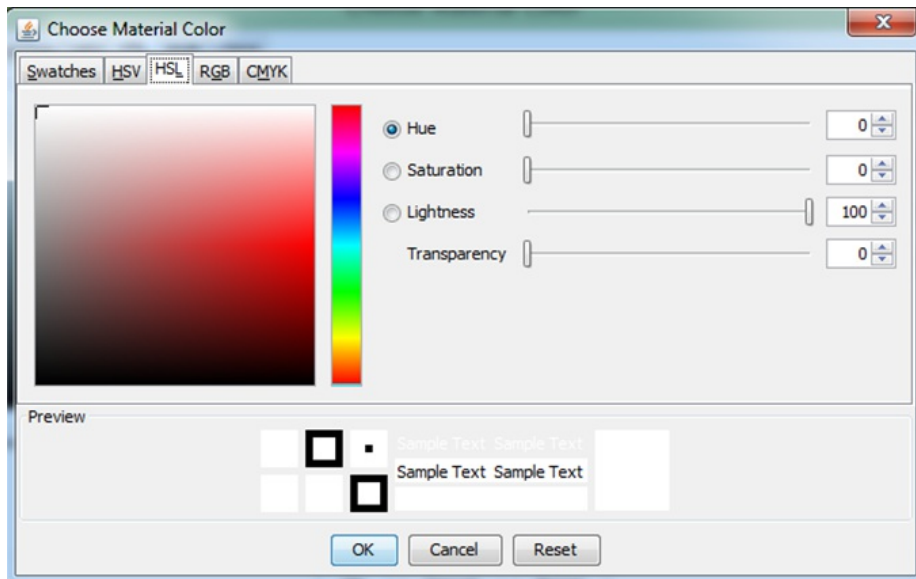 Choose Material Color
Swatches HSV HSL RGB CMYK
Hue 0
Saturation 0
Lightness 100
Transparency 0
Preview
Sample Text Sample Text
Sample Text Sample Text
OK Cancel Reset